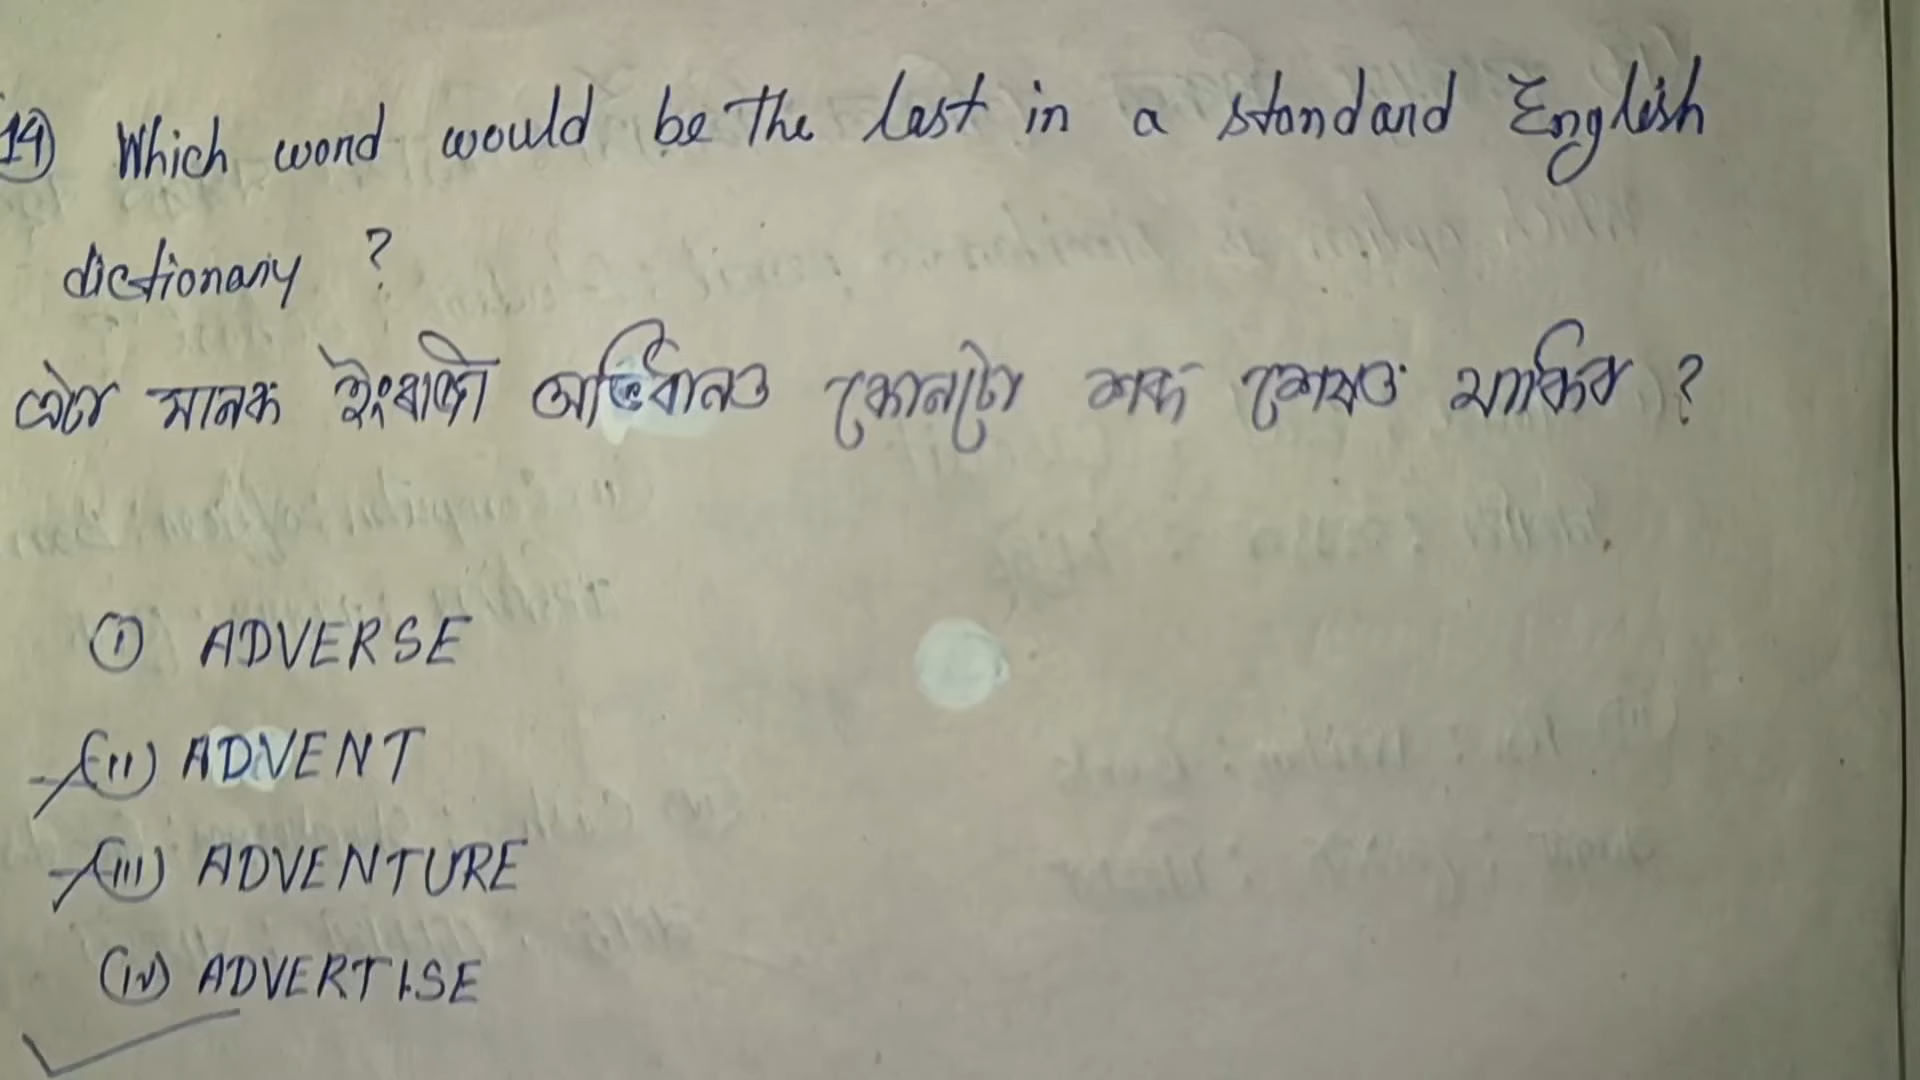 14) Which word would be the last in a standard English
dictionary ?
এটা মানক ইংৰাজী অভিধানত কোনটো শব্দ শেষত থাকিব ?
(i) ADVERSE
(ii) ADVENT
(iii) ADVENTURE
(iv) ADVERTISE